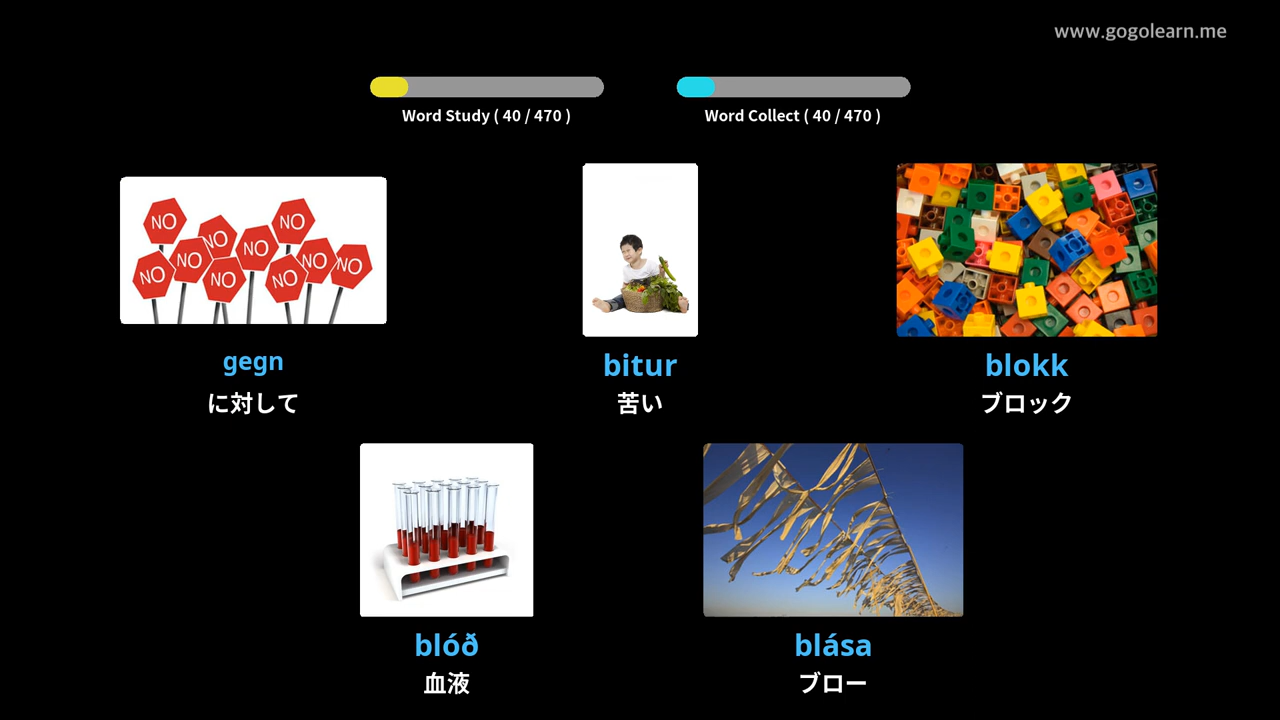 www.gogolearn.me
Word Study ( 40 / 470 )
Word Collect ( 40 / 470 )
NO
NO
NO
NO
NO
NO
NO
NO
NO
gegn
に対して
bitur
苦い
blokk
ブロック
blóð
血液
blása
ブロー